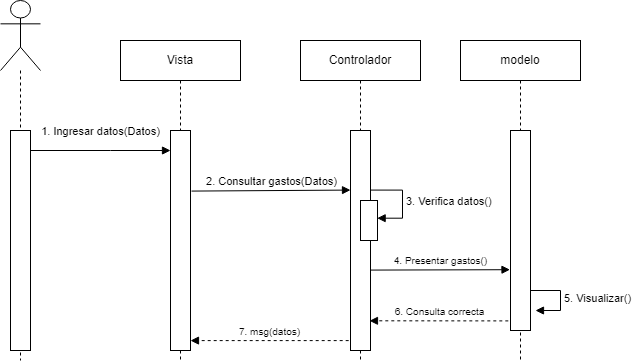 Vista
Controlador
modelo
1. Ingresar datos(Datos)
2. Consultar gastos(Datos)
3. Verifica datos()
4. Presentar gastos()
5. Visualizar()
6. Consulta correcta
7. msg(datos)